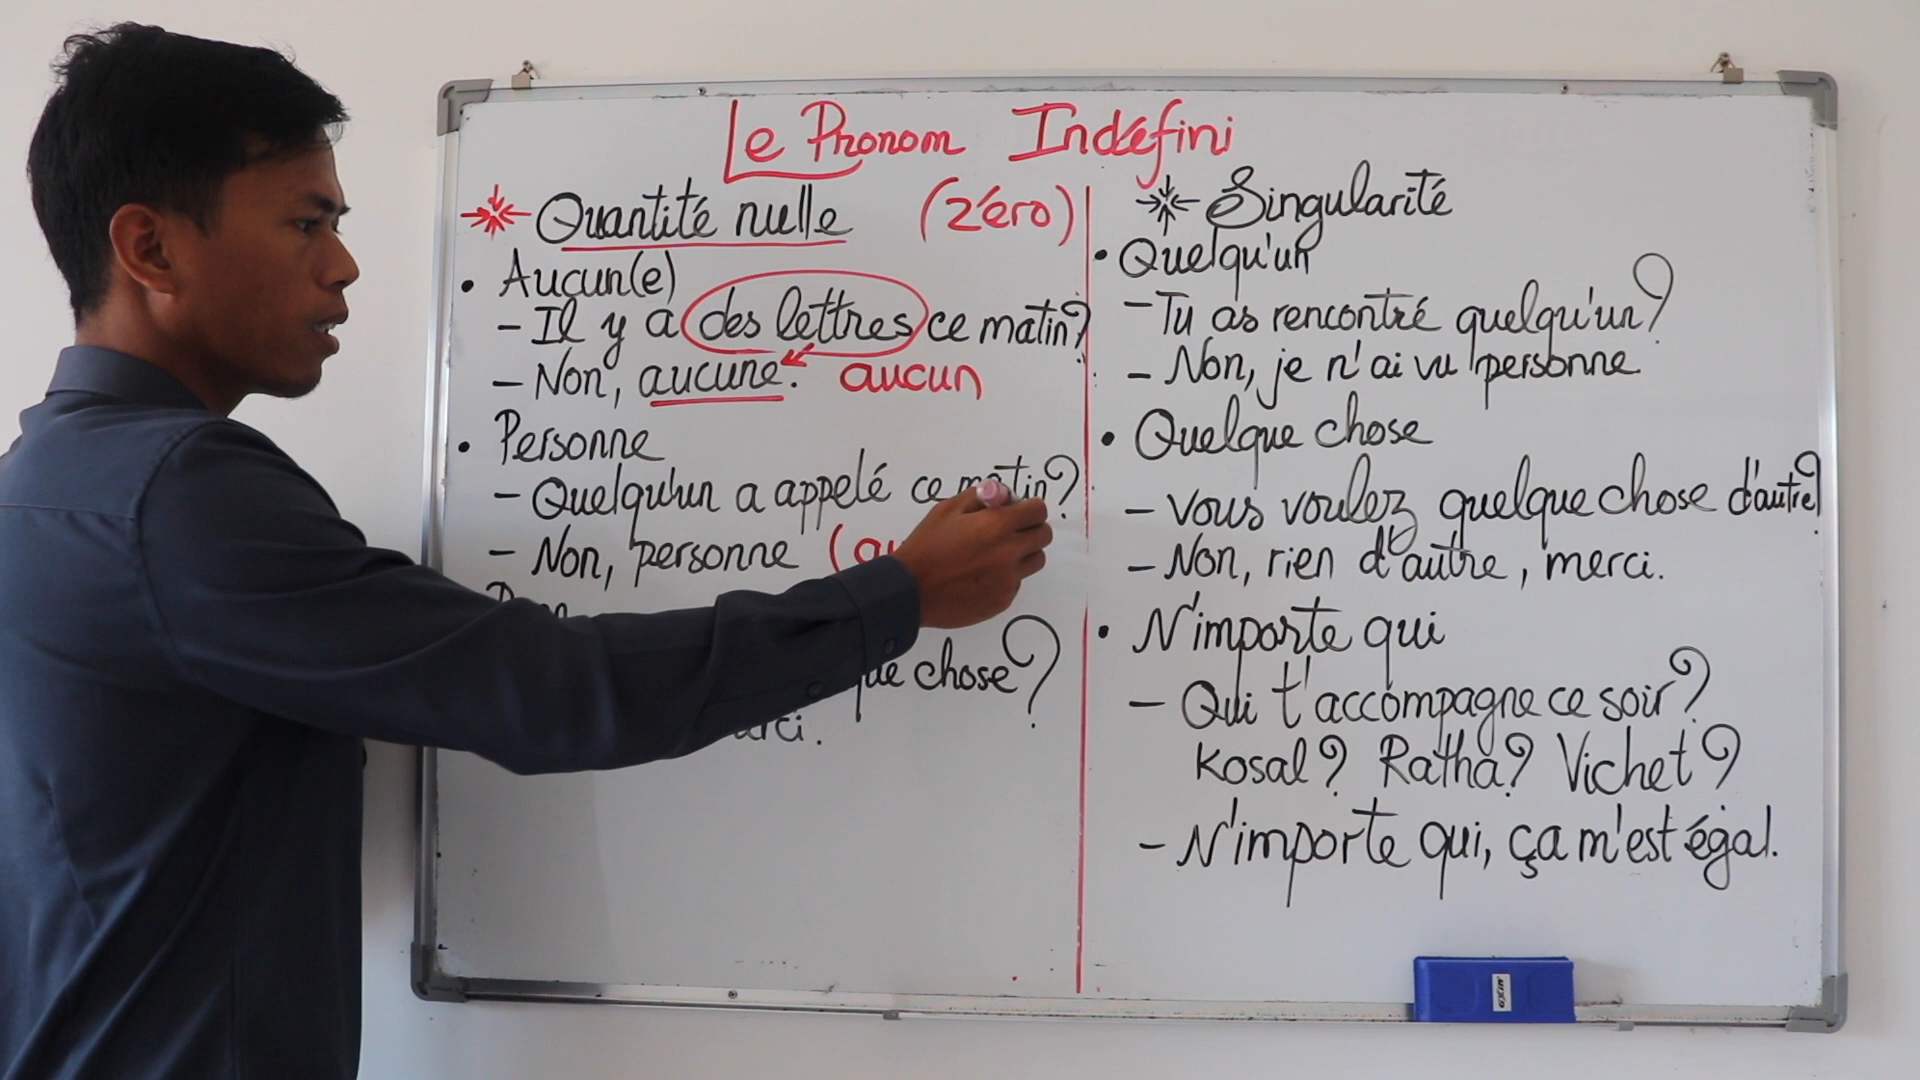 Le Pronom Indéfini
Quantité nulle (zéro)
• Aucun(e)
- Il y a des lettres ce matin?
- Non, aucune. aucun
• Personne
- Quelqu'un a appelé ce matin?
- Non, personne
chose?
Singularité
• Quelqu'un
- Tu as rencontré quelqu'un?
- Non, je n'ai vu personne
• Quelque chose
- Vous voulez quelque chose d'autre?
- Non, rien d'autre, merci.
• N'importe qui
- Qui t'accompagne ce soir?
Kosal? Ratha? Vichet?
- N'importe qui, ça m'est égal.